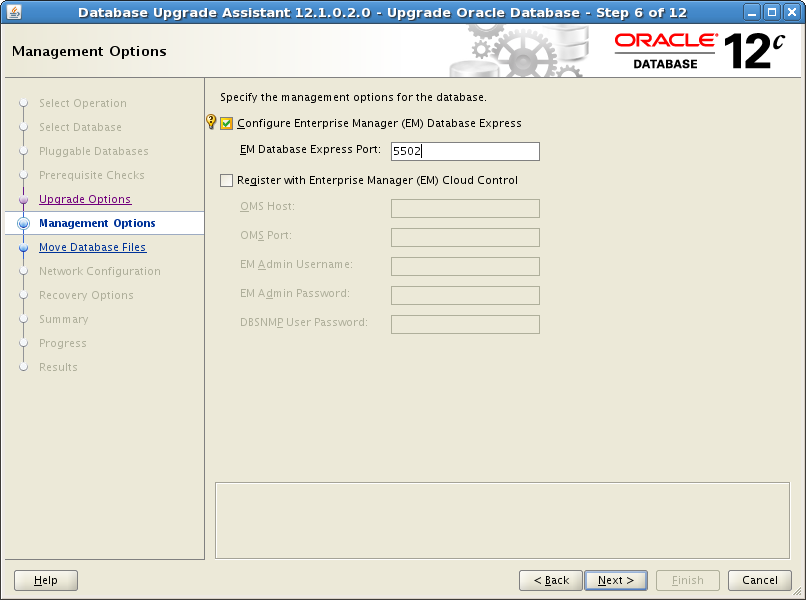 Database Upgrade Assistant 12.1.0.2.0 - Upgrade Oracle Database - Step 6 of 12
Management Options
ORACLE®
DATABASE
12c
Select Operation
Select Database
Pluggable Databases
Prerequisite Checks
Upgrade Options
Management Options
Move Database Files
Network Configuration
Recovery Options
Summary
Progress
Results
Specify the management options for the database.
Configure Enterprise Manager (EM) Database Express
EM Database Express Port: 5502
Register with Enterprise Manager (EM) Cloud Control
OMS Host:
OMS Port:
EM Admin Username:
EM Admin Password:
DBSNMP User Password:
Help
< Back
Next >
Finish
Cancel